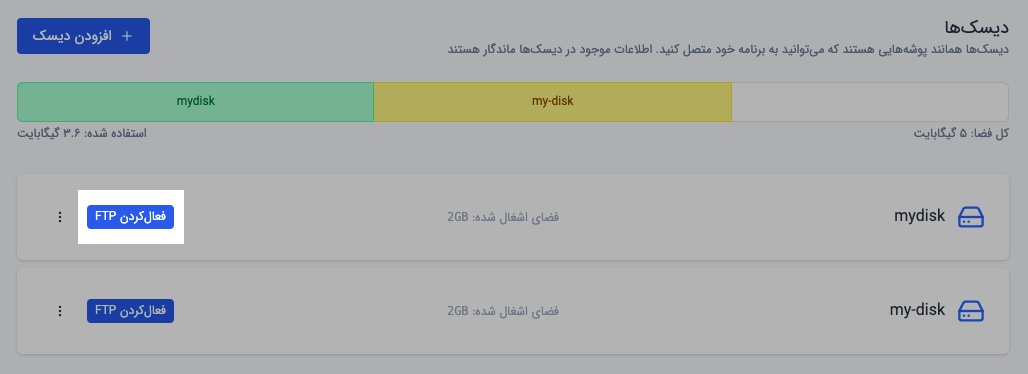 دیسک‌ها
دیسک‌ها همانند پوشه‌هایی هستند که می‌توانید به برنامه خود متصل کنید. اطلاعات موجود در دیسک‌ها ماندگار هستند
افزودن دیسک +
my-disk
mydisk
کل فضا: ۵ گیگابایت
استفاده شده: ۳.۶ گیگابایت
mydisk
فضای اشغال شده: 2GB
فعال‌کردن FTP
my-disk
فضای اشغال شده: 2GB
فعال‌کردن FTP